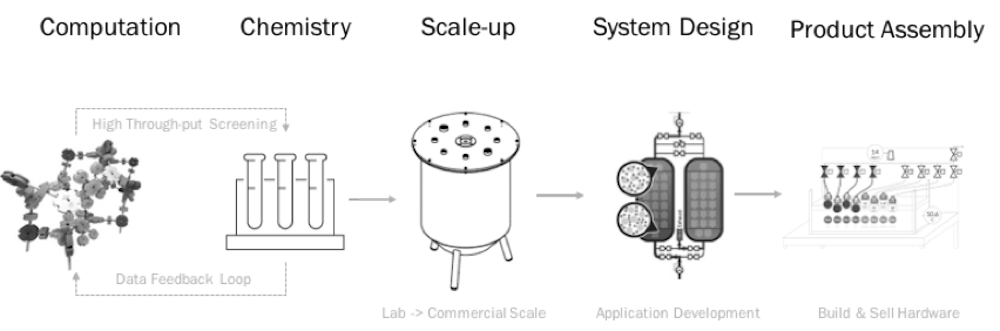 Computation
Chemistry
Scale-up
System Design
Product Assembly
High Through-put Screening
Data Feedback Loop
Lab -> Commercial Scale
Application Development
Build & Sell Hardware